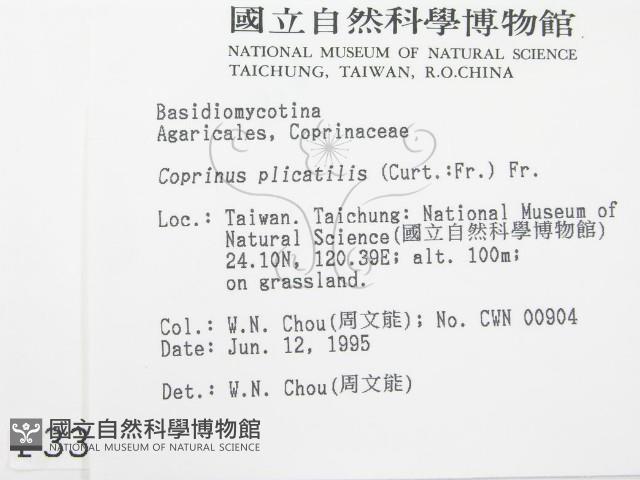 國立自然科學博物館
NATIONAL MUSEUM OF NATURAL SCIENCE
TAICHUNG, TAIWAN, R.O.CHINA
Basidiomycotina
Agaricales, Coprinaceae
Coprinus plicatilis (Curt.:Fr.) Fr.
Loc.: Taiwan. Taichung: National Museum of
Natural Science(國立自然科學博物館)
24.10N, 120.39E; alt. 100m;
on grassland.
Col.: W.N. Chou(周文能); No. CWN 00904
Date: Jun. 12, 1995
Det.: W.N. Chou(周文能)
國立自然科學博物館
NATIONAL MUSEUM OF NATURAL SCIENCE